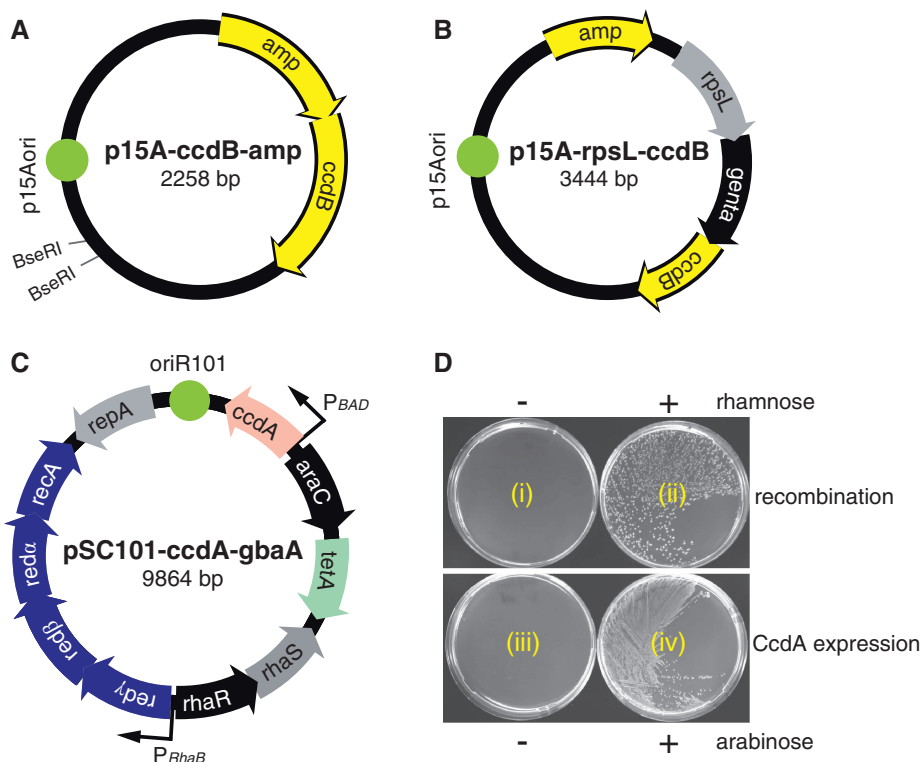 A
amp
ccdB
p15A-ccdB-amp
2258 bp
p15Aori
BseRI
BseRI
B
amp
rpsL
genta
ccdB
p15A-rpsL-ccdB
3444 bp
p15Aori
C
oriR101
ccdA
PBAD
araC
tetA
rhaS
rhaR
PRhaB
redγ
redβ
redα
recA
repA
pSC101-ccdA-gbaA
9864 bp
D
- + rhamnose
(i) (ii) recombination
(iii) (iv) CcdA expression
- + arabinose